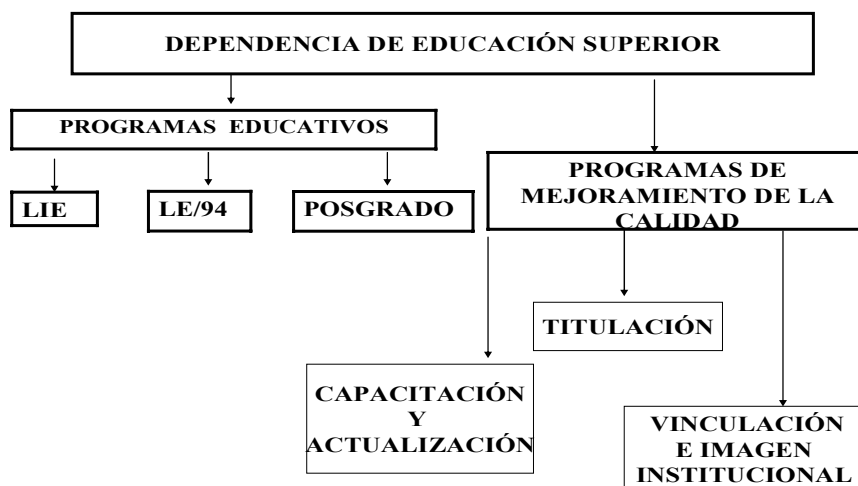 DEPENDENCIA DE EDUCACIÓN SUPERIOR
PROGRAMAS EDUCATIVOS
LIE
LE/94
POSGRADO
PROGRAMAS DE
MEJORAMIENTO DE LA
CALIDAD
TITULACIÓN
CAPACITACIÓN
Y
ACTUALIZACIÓN
VINCULACIÓN
E IMAGEN
INSTITUCIONAL